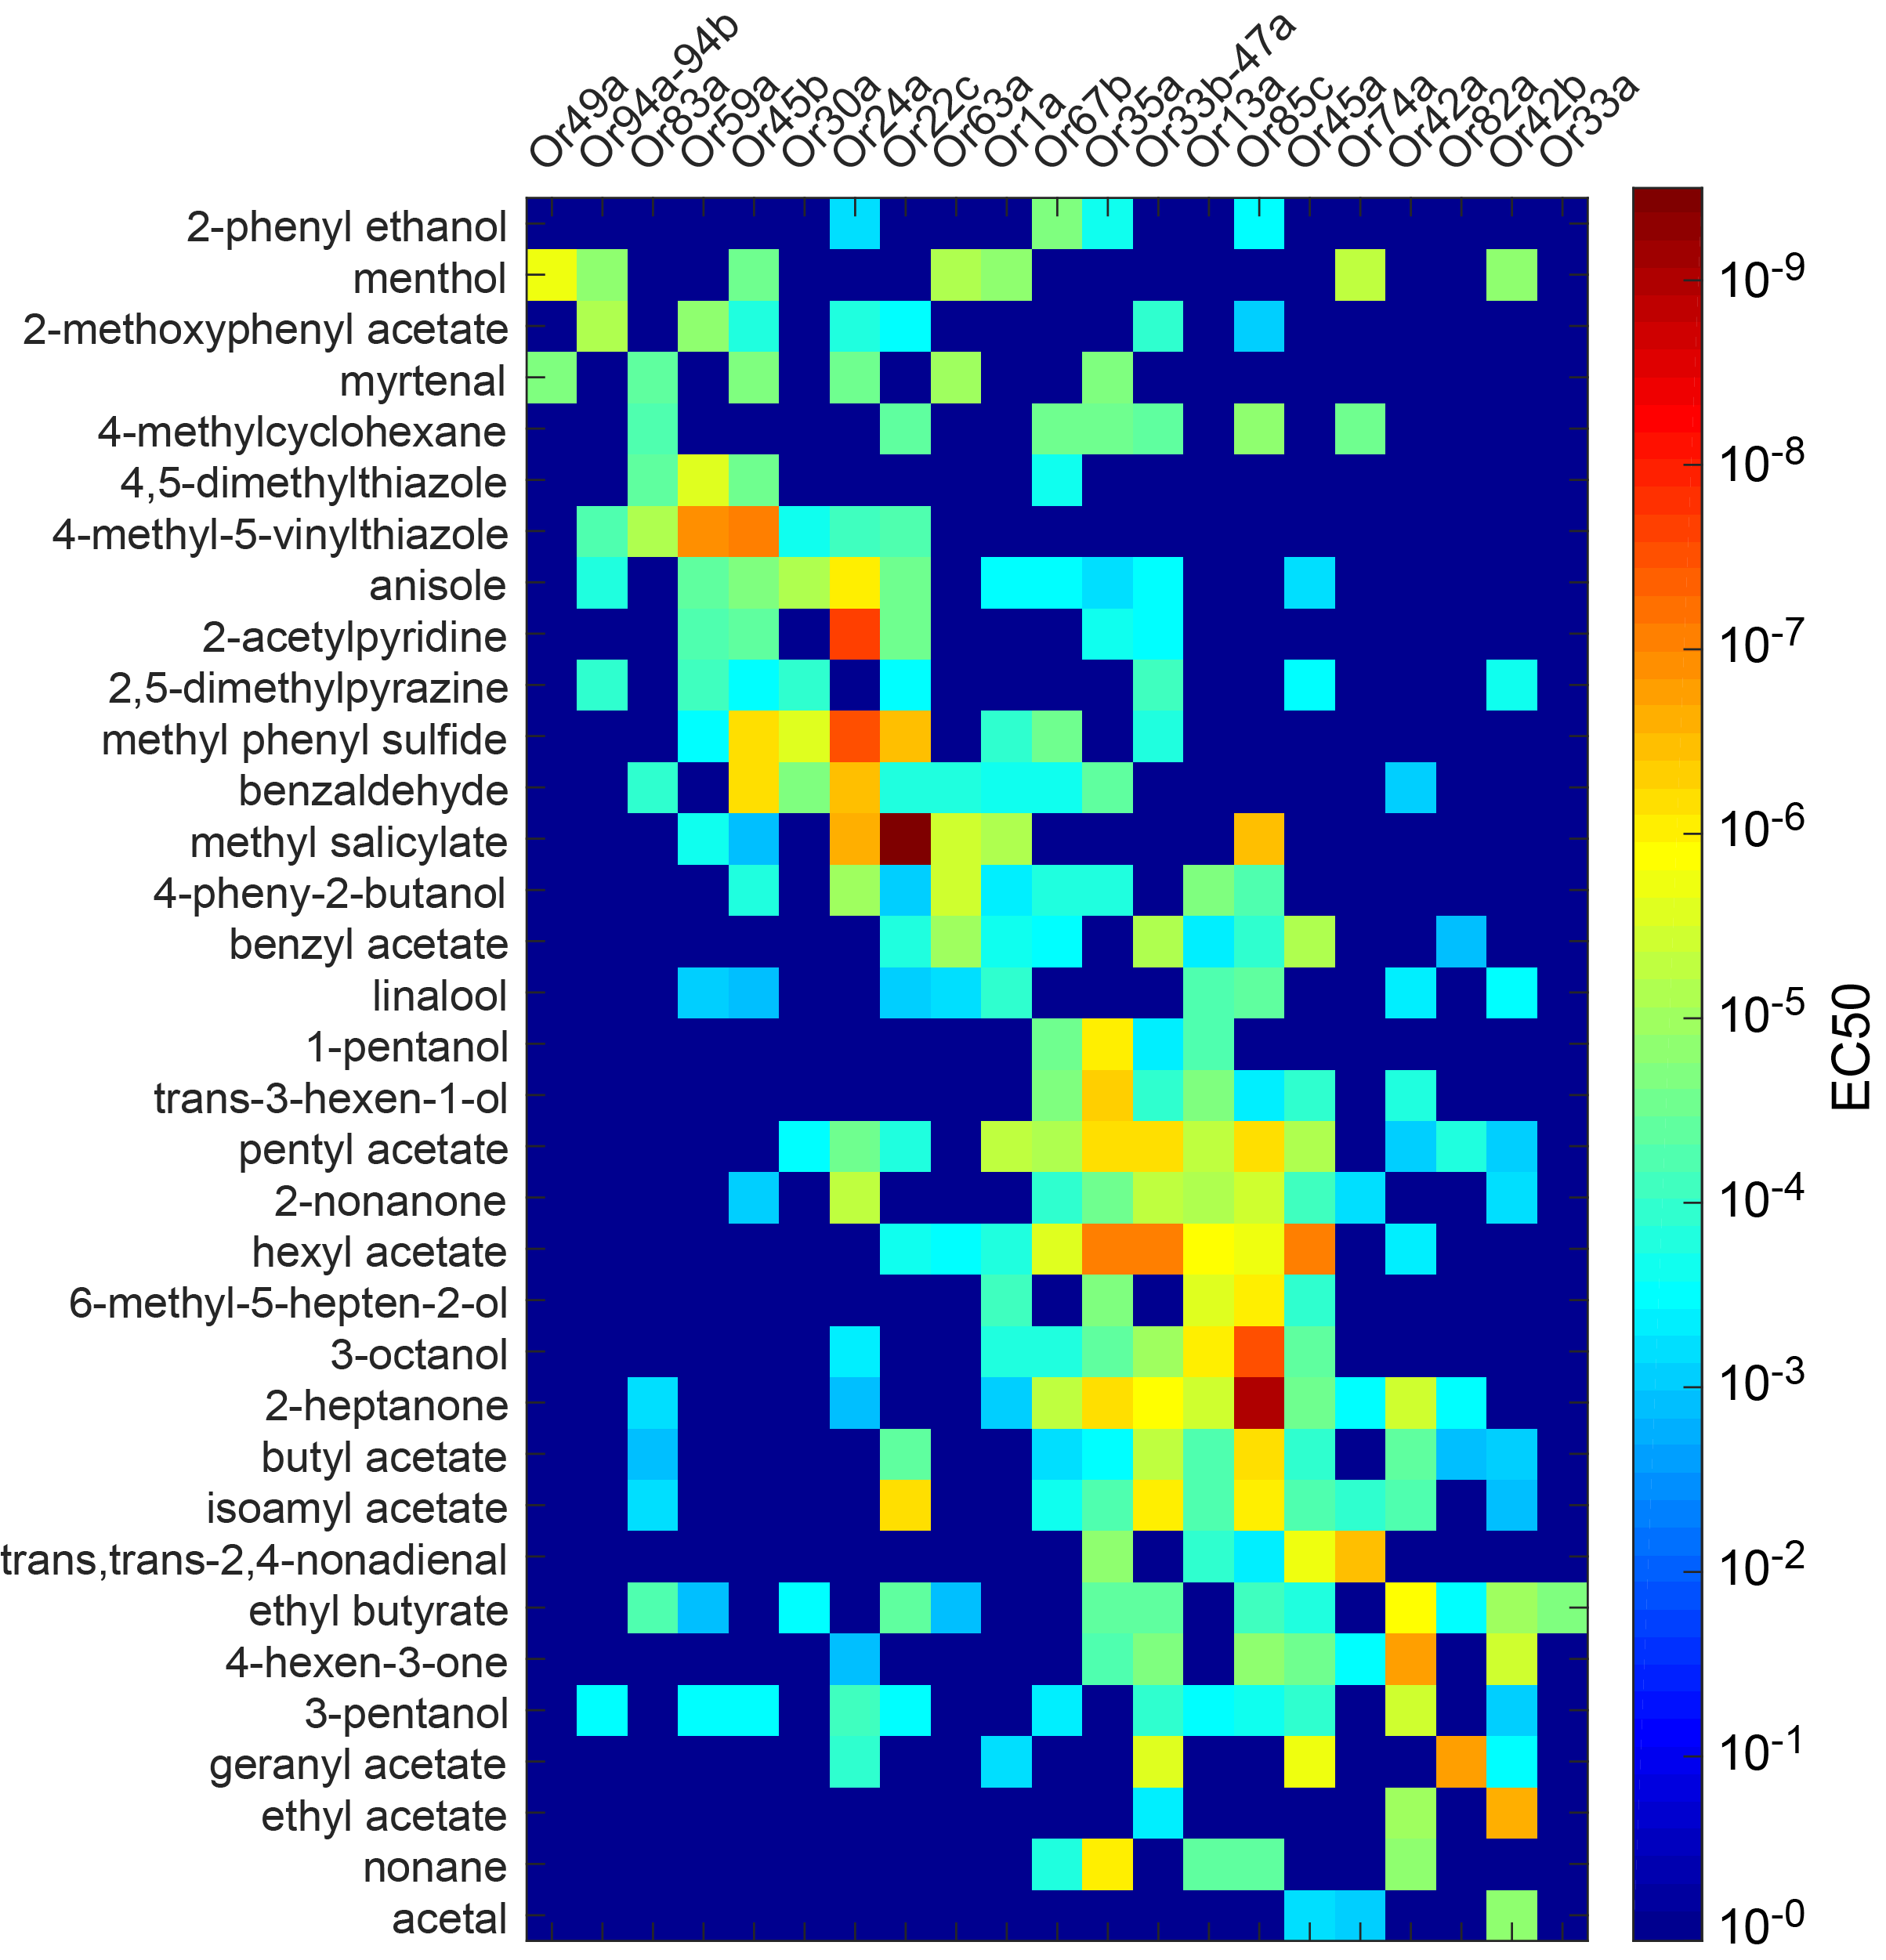 Or49a
Or94a-94b
Or83a
Or59a
Or45b
Or30a
Or24a
Or22c
Or63a
Or1a
Or67b
Or35a
Or33b-47a
Or13a
Or85c
Or45a
Or74a
Or42a
Or82a
Or42b
Or33a
2-phenyl ethanol
menthol
2-methoxyphenyl acetate
myrtenal
4-methylcyclohexane
4,5-dimethylthiazole
4-methyl-5-vinylthiazole
anisole
2-acetylpyridine
2,5-dimethylpyrazine
methyl phenyl sulfide
benzaldehyde
methyl salicylate
4-pheny-2-butanol
benzyl acetate
linalool
1-pentanol
trans-3-hexen-1-ol
pentyl acetate
2-nonanone
hexyl acetate
6-methyl-5-hepten-2-ol
3-octanol
2-heptanone
butyl acetate
isoamyl acetate
trans,trans-2,4-nonadienal
ethyl butyrate
4-hexen-3-one
3-pentanol
geranyl acetate
ethyl acetate
nonane
acetal
10-9
10-8
10-7
10-6
10-5
10-4
10-3
10-2
10-1
10-0
EC50